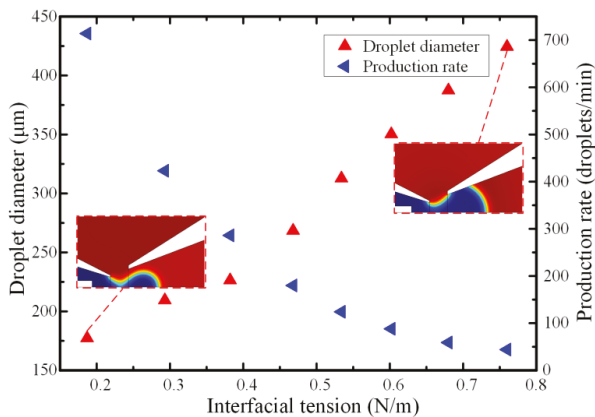 450
400
350
300
250
200
150
Droplet diameter (µm)
Droplet diameter
Production rate
700
600
500
400
300
200
100
0
Production rate (droplets/min)
0.2 0.3 0.4 0.5 0.6 0.7 0.8
Interfacial tension (N/m)